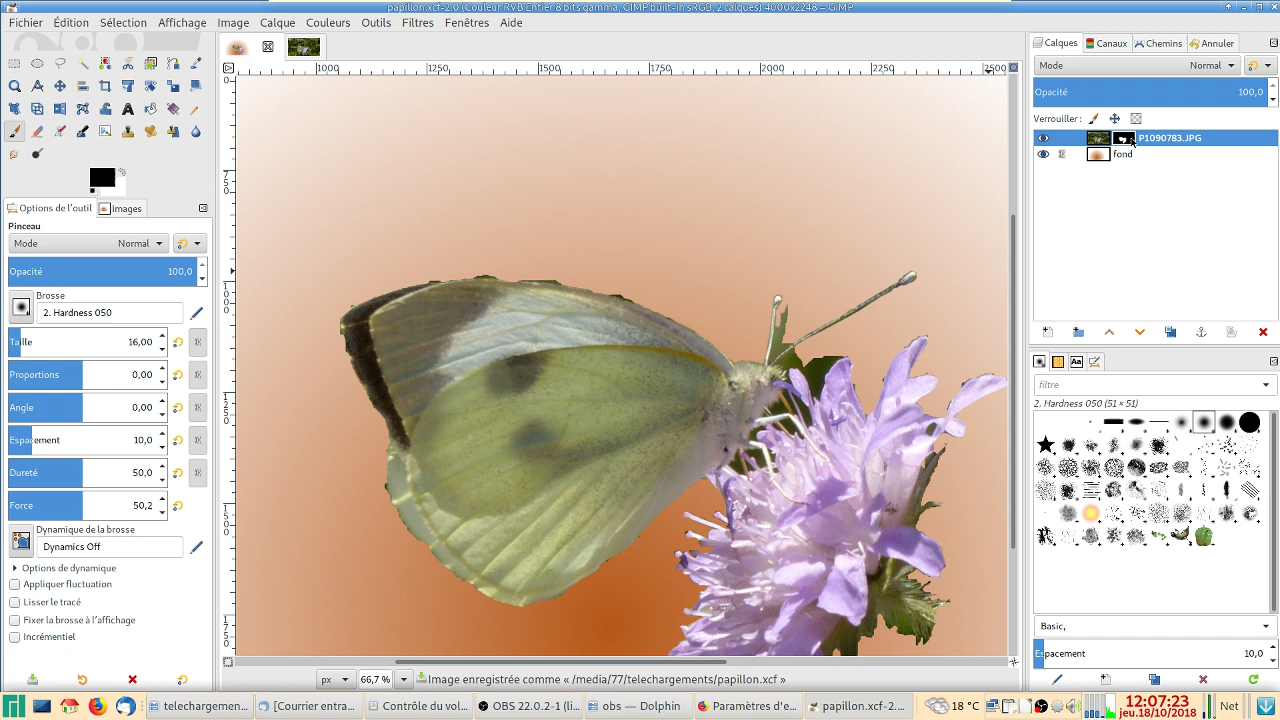 papillon.xcf-2.0 (Couleur RVB Entier 8 bits gamma, GIMP built-in sRGB, 2 calques) 4000x2248 – GIMP
Fichier Édition Sélection Affichage Image Calque Couleurs Outils Filtres Fenêtres Aide
Calques Canaux Chemins Annuler
Mode Normal
Opacité 100,0
Verrouiller :
P1090783.JPG
fond
1000 1250 1500 1750 2000 2250 2500
Options de l'outil Images
Pinceau
Mode Normal
Opacité 100,0
Brosse
2. Hardness 050
Taille 16,00
Proportions 0,00
Angle 0,00
Espacement 10,0
Dureté 50,0
Force 50,2
Dynamique de la brosse
Dynamics Off
Options de dynamique
Appliquer fluctuation
Lisser le tracé
Fixer la brosse à l'affichage
Incrémentiel
0
750
1000
1250
1500
1750
filtre
2. Hardness 050 (51 × 51)
Basic,
Espacement 10,0
px 66,7 % Image enregistrée comme « /media/77/telechargements/papillon.xcf »
telechargemen... [Courrier entra... Contrôle du vol... OBS 22.0.2-1 (li... obs — Dolphin Paramètres d'e... papillon.xcf-2.... 18 °C 12:07:23 Net
jeu.18/10/2018